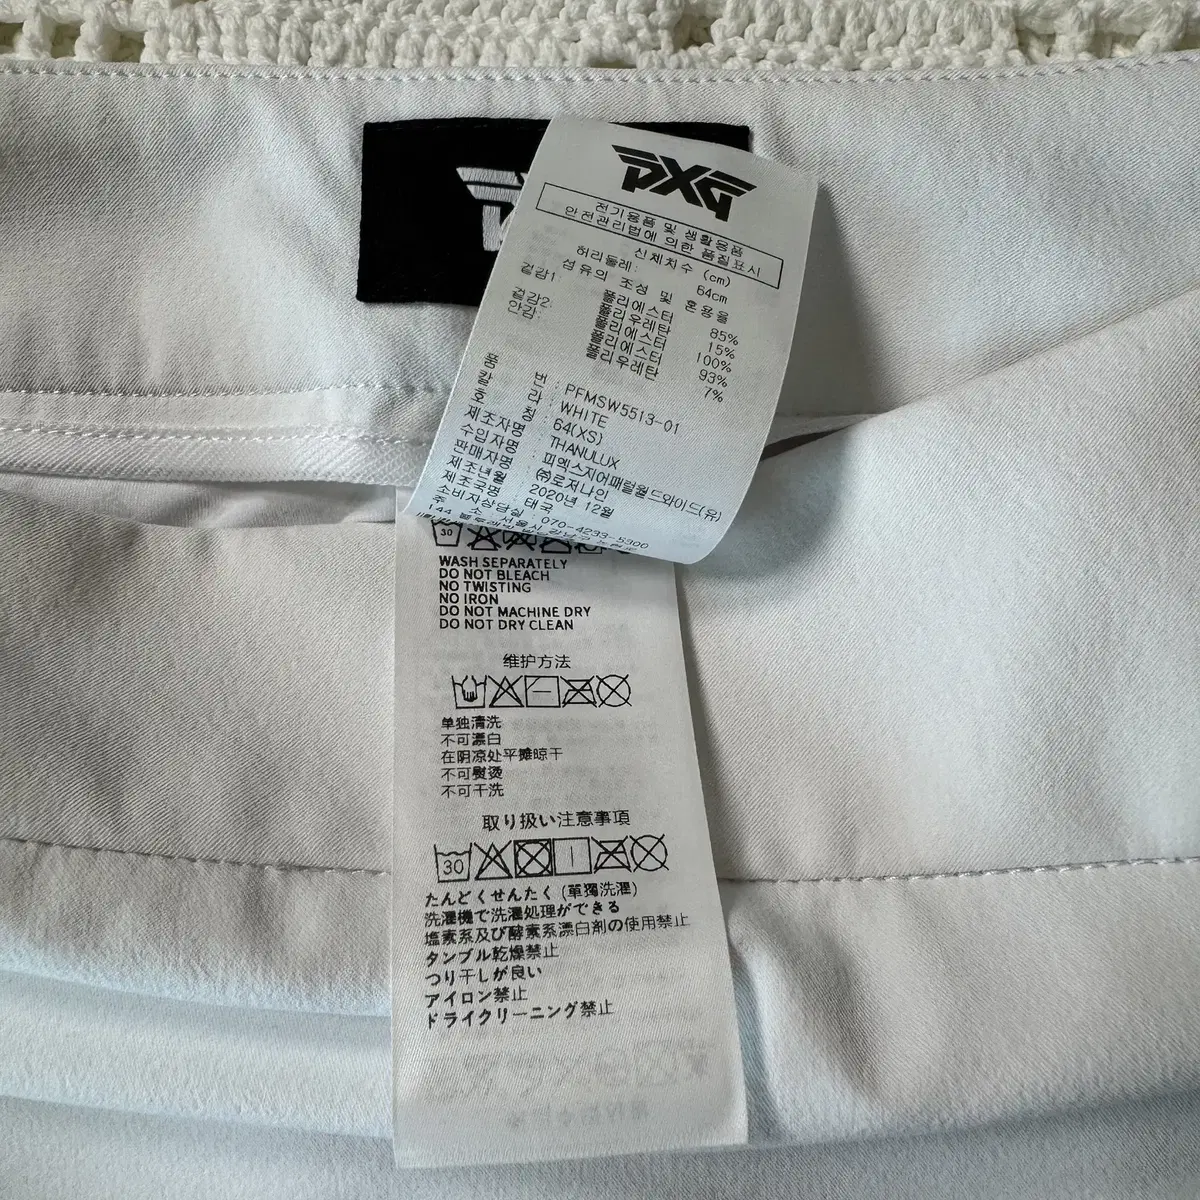 PXG
전기용품 및 생활용품
안전관리법에 의한 품질표시
신체치수 (cm)
허리둘레: 64cm
섬유의 조성 및 혼용율
겉감1: 폴리에스터 85%
폴리우레탄 15%
겉감2: 폴리에스터 100%
안감: 폴리에스터 93%
폴리우레탄 7%
품 번 : PFMSW5513-01
칼 라 : WHITE
호 칭 : 64(XS)
제조자명 : THANULUX
수입자명 : 피엑스지어패럴월드와이드(유)
판매자명 : ㈜로저나인
제조년월 : 2020년 12월
제조국명 : 태국
소비자상담실 : 070-4233-5300
주 소 : 서울시 강남구
144
30
WASH SEPARATELY
DO NOT BLEACH
NO TWISTING
NO IRON
DO NOT MACHINE DRY
DO NOT DRY CLEAN
维护方法
单独清洗
不可漂白
在阴凉处平摊晾干
不可熨烫
不可干洗
取り扱い注意事項
30
たんどくせんたく (單獨洗濯)
洗濯機で洗濯処理ができる
塩素系及び酵素系漂白剤の使用禁止
タンブル乾燥禁止
つり干しが良い
アイロン禁止
ドライクリーニング禁止